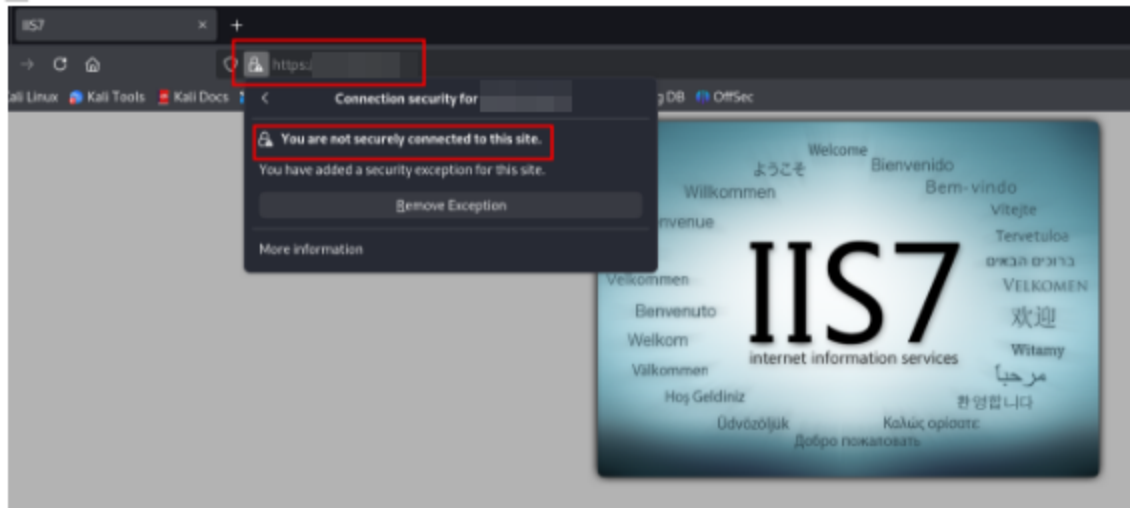 IIS7
https:/
Kali Linux Kali Tools Kali Docs DB OffSec
Connection security for
You are not securely connected to this site.
You have added a security exception for this site.
Remove Exception
More information
Welcome
ようこそ
Bienvenido
Willkommen
Bem-vindo
Vítejte
Tervetuloa
ברוכים הבאים
Velkommen
VELKOMEN
Benvenuto
欢迎
Welkom
Witamy
IIS7
internet information services
Välkommen
مرحباً
Hoş Geldiniz
환영합니다
Üdvözöljük
Καλώς ορίσατε
Добро пожаловать